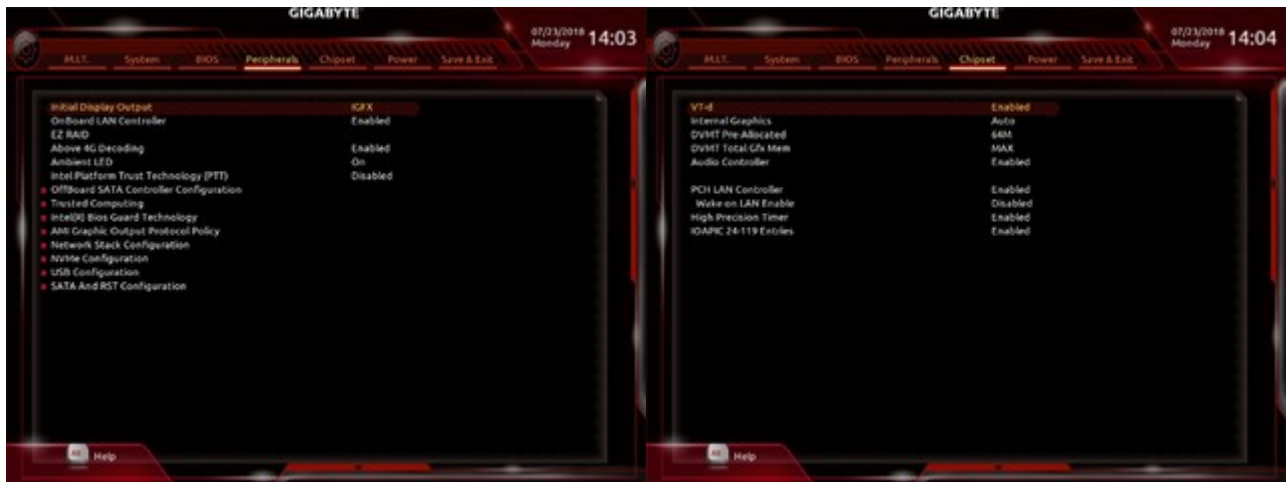 GIGABYTE
07/23/2018
Monday
14:03
M.I.T. System BIOS Peripherals Chipset Power Save & Exit
Initial Display Output IGFX
OnBoard LAN Controller Enabled
EZ RAID
Above 4G Decoding Enabled
Ambient LED On
Intel Platform Trust Technology (PTT) Disabled
OffBoard SATA Controller Configuration
Trusted Computing
Intel(R) Bios Guard Technology
AMI Graphic Output Protocol Policy
Network Stack Configuration
NVMe Configuration
USB Configuration
SATA And RST Configuration
Alt Help
GIGABYTE
07/23/2018
Monday
14:04
M.I.T. System BIOS Peripherals Chipset Power Save & Exit
VT-d Enabled
Internal Graphics Auto
DVMT Pre-Allocated 64M
DVMT Total Gfx Mem MAX
Audio Controller Enabled
PCH LAN Controller Enabled
Wake on LAN Enable Disabled
High Precision Timer Enabled
IOAPIC 24-119 Entries Enabled
Alt Help